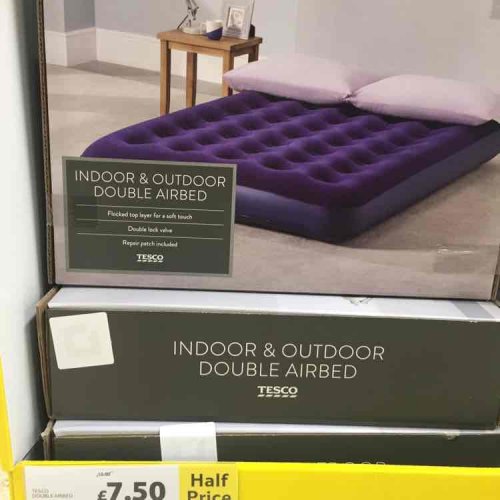 INDOOR & OUTDOOR
DOUBLE AIRBED
Flocked top layer for a soft touch
Double lock valve
Repair patch included
TESCO
INDOOR & OUTDOOR
DOUBLE AIRBED
TESCO
TESCO
DOUBLE AIRBED
£7.50
Half
Price